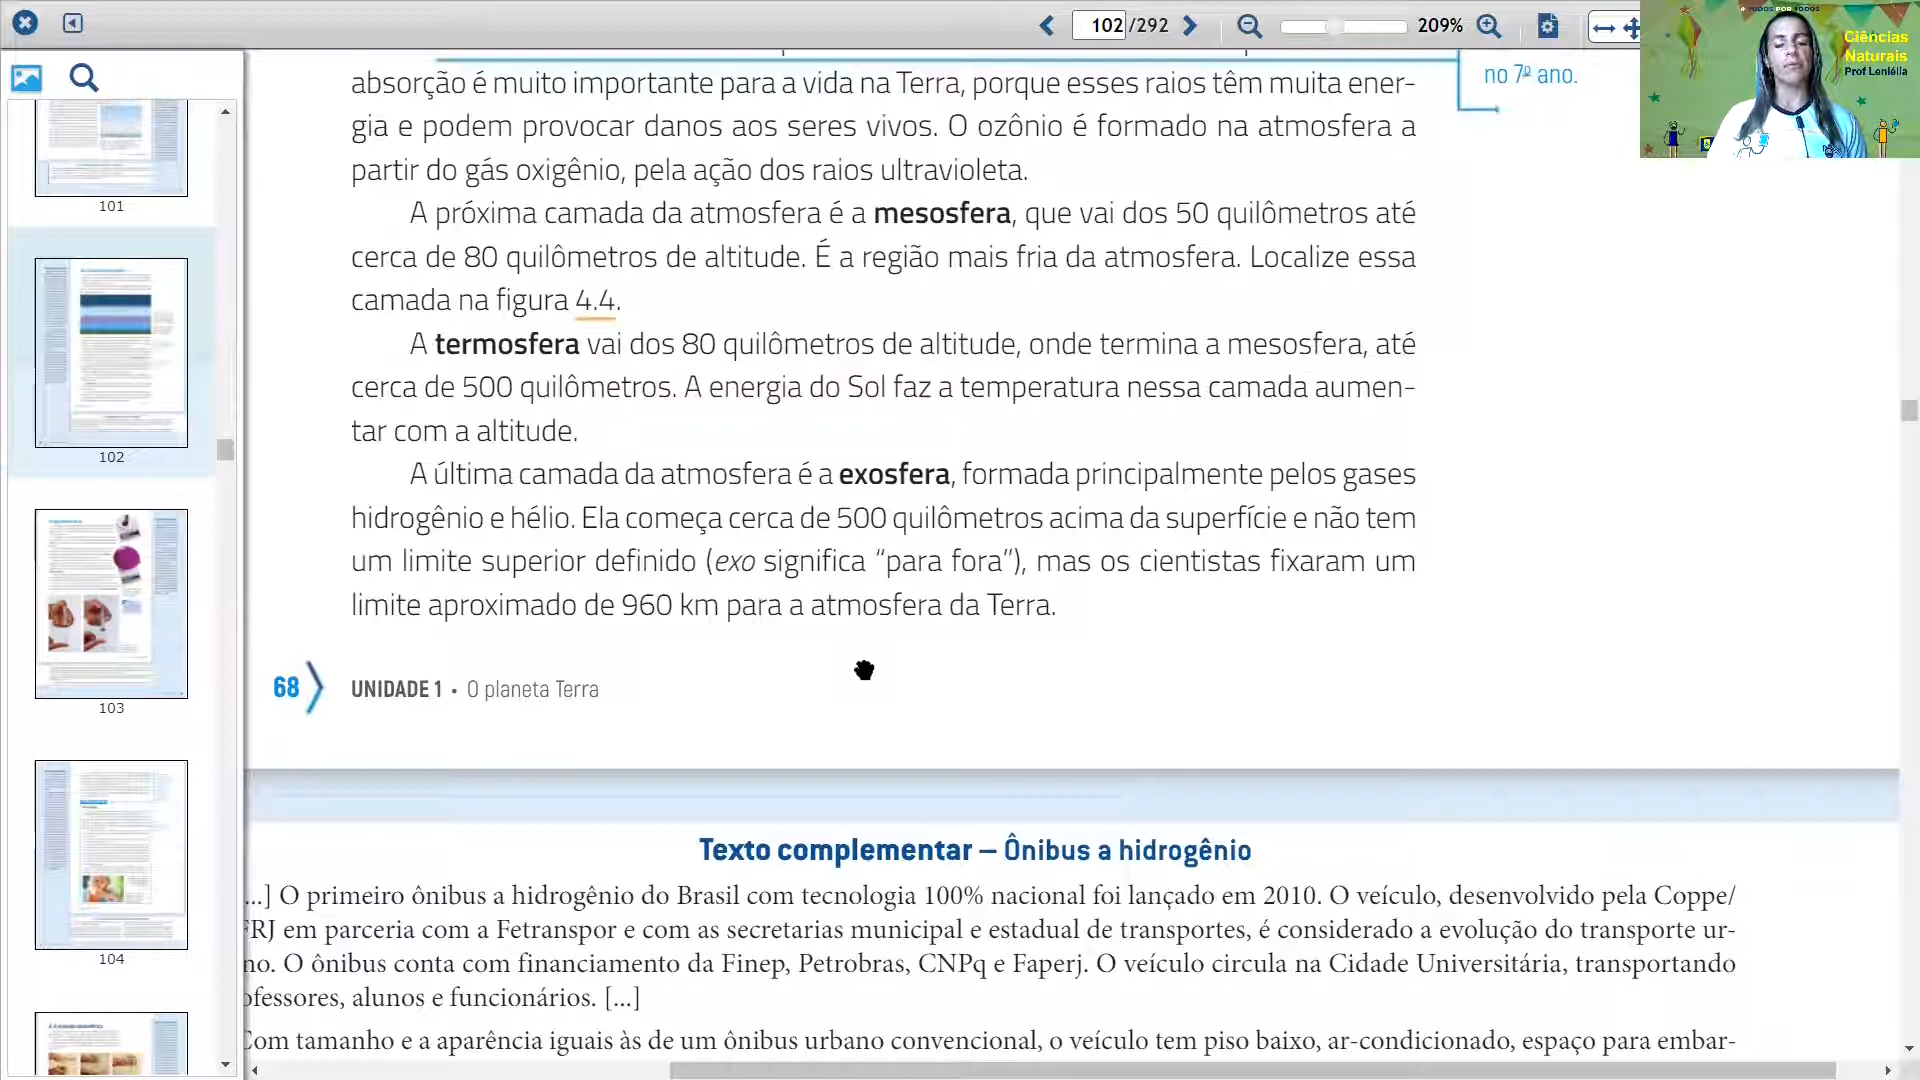 102 /292
209%
# TODOS POR TODOS
Ciências
Naturais
Prof Leniélia
101
102
103
104
absorção é muito importante para a vida na Terra, porque esses raios têm muita ener-
gia e podem provocar danos aos seres vivos. O ozônio é formado na atmosfera a
partir do gás oxigênio, pela ação dos raios ultravioleta.
no 7º ano.
A próxima camada da atmosfera é a mesosfera, que vai dos 50 quilômetros até
cerca de 80 quilômetros de altitude. É a região mais fria da atmosfera. Localize essa
camada na figura 4.4.
A termosfera vai dos 80 quilômetros de altitude, onde termina a mesosfera, até
cerca de 500 quilômetros. A energia do Sol faz a temperatura nessa camada aumen-
tar com a altitude.
A última camada da atmosfera é a exosfera, formada principalmente pelos gases
hidrogênio e hélio. Ela começa cerca de 500 quilômetros acima da superfície e não tem
um limite superior definido (exo significa “para fora”), mas os cientistas fixaram um
limite aproximado de 960 km para a atmosfera da Terra.
68 UNIDADE 1 • O planeta Terra
Texto complementar – Ônibus a hidrogênio
...] O primeiro ônibus a hidrogênio do Brasil com tecnologia 100% nacional foi lançado em 2010. O veículo, desenvolvido pela Coppe/
FRJ em parceria com a Fetranspor e com as secretarias municipal e estadual de transportes, é considerado a evolução do transporte ur-
no. O ônibus conta com financiamento da Finep, Petrobras, CNPq e Faperj. O veículo circula na Cidade Universitária, transportando
ofessores, alunos e funcionários. [...]
Com tamanho e a aparência iguais às de um ônibus urbano convencional, o veículo tem piso baixo, ar-condicionado, espaço para embar-